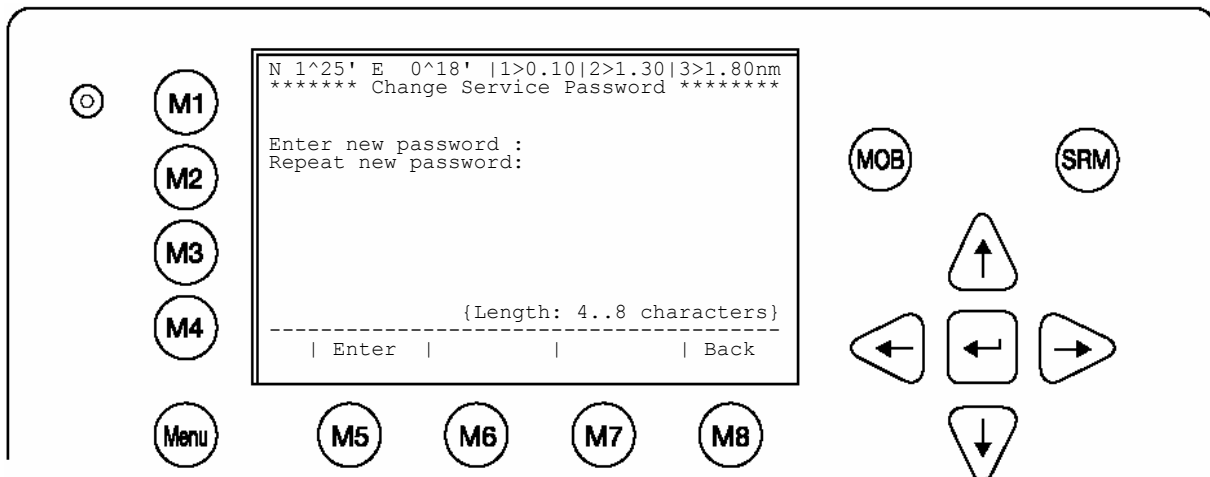 N 1^25' E  0^18' |1>0.10|2>1.30|3>1.80nm
******* Change Service Password ********
Enter new password :
Repeat new password:
{Length: 4..8 characters}
----------------------------------------
| Enter |         |         | Back
M1
M2
M3
M4
Menu
M5
M6
M7
M8
MOB
SRM